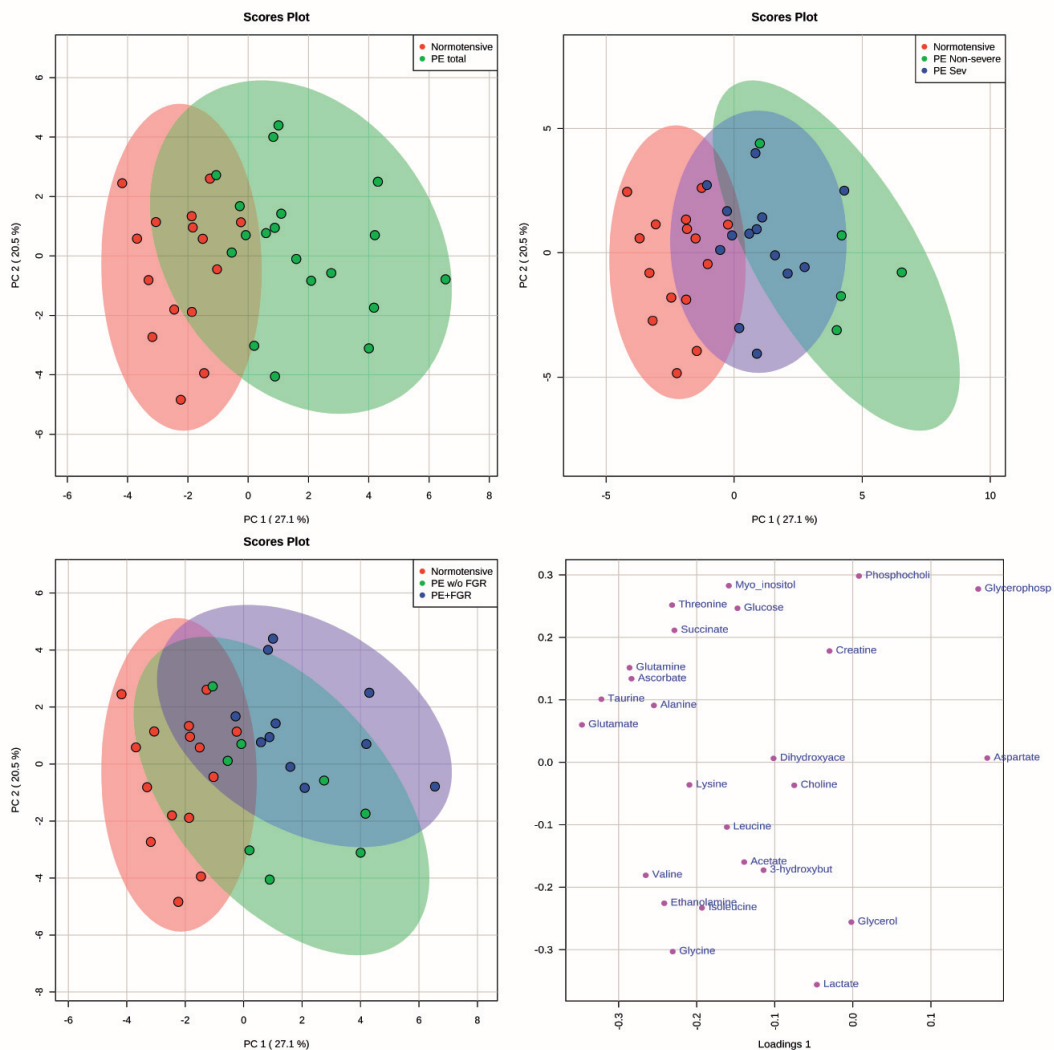 Scores Plot
Normotensive
PE total
6
4
2
0
-2
-4
-6
PC 2 ( 20.5 %)
-6 -4 -2 0 2 4 6 8
PC 1 ( 27.1 %)
Scores Plot
Normotensive
PE Non-severe
PE Sev
5
0
-5
PC 2 ( 20.5 %)
-5 0 5 10
PC 1 ( 27.1 %)
Scores Plot
Normotensive
PE w/o FGR
PE+FGR
6
4
2
0
-2
-4
-6
-8
PC 2 ( 20.5 %)
-6 -4 -2 0 2 4 6 8
PC 1 ( 27.1 %)
0.3
0.2
0.1
0.0
-0.1
-0.2
-0.3
Phosphocholi
Myo_inositol
Glycerophosp
Threonine
Glucose
Succinate
Creatine
Glutamine
Ascorbate
Taurine
Alanine
Glutamate
Dihydroxyace
Aspartate
Lysine
Choline
Leucine
Acetate
3-hydroxybut
Valine
Ethanolamine
Isoleucine
Glycerol
Glycine
Lactate
-0.3 -0.2 -0.1 0.0 0.1
Loadings 1